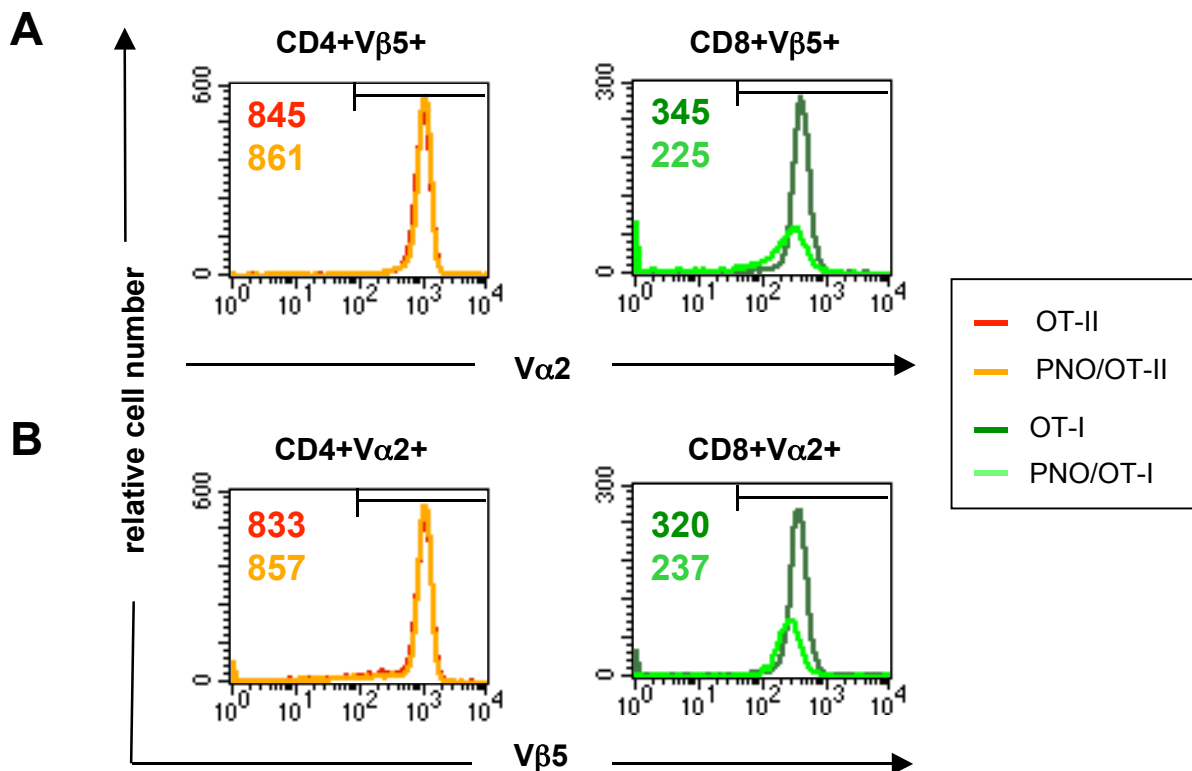 A
CD4+Vβ5+
CD8+Vβ5+
600
845
861
0
10^0 10^1 10^2 10^3 10^4
300
345
225
0
10^0 10^1 10^2 10^3 10^4
relative cell number
Vα2
OT-II
PNO/OT-II
OT-I
PNO/OT-I
B
CD4+Vα2+
CD8+Vα2+
600
833
857
0
10^0 10^1 10^2 10^3 10^4
300
320
237
0
10^0 10^1 10^2 10^3 10^4
Vβ5